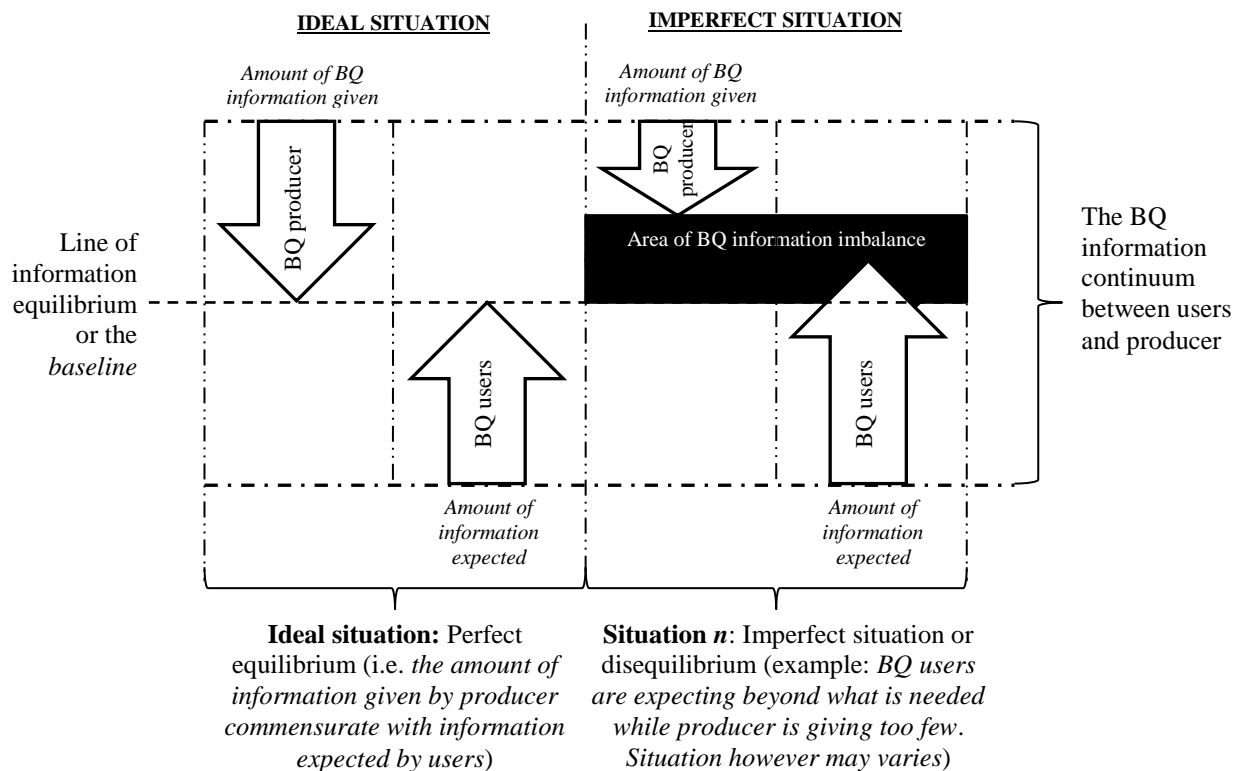 IDEAL SITUATION
IMPERFECT SITUATION
Amount of BQ
information given
Amount of BQ
information given
BQ producer
BQ
producer
Line of
information
equilibrium
or the
baseline
Area of BQ information imbalance
The BQ
information
continuum
between users
and producer
BQ users
BQ users
Amount of
information
expected
Amount of
information
expected
Ideal situation: Perfect
equilibrium (i.e. the amount of
information given by producer
commensurate with information
expected by users)
Situation n: Imperfect situation or
disequilibrium (example: BQ users
are expecting beyond what is needed
while producer is giving too few.
Situation however may varies)